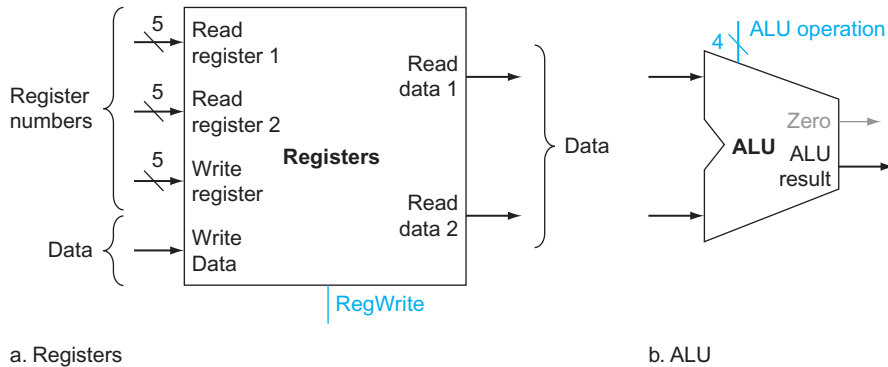 5
Read
register 1
5
Read
register 2
5
Write
register
Write
Data
Register
numbers
Data
Registers
Read
data 1
Read
data 2
Data
RegWrite
a. Registers
4
ALU operation
Zero
ALU
ALU
result
b. ALU